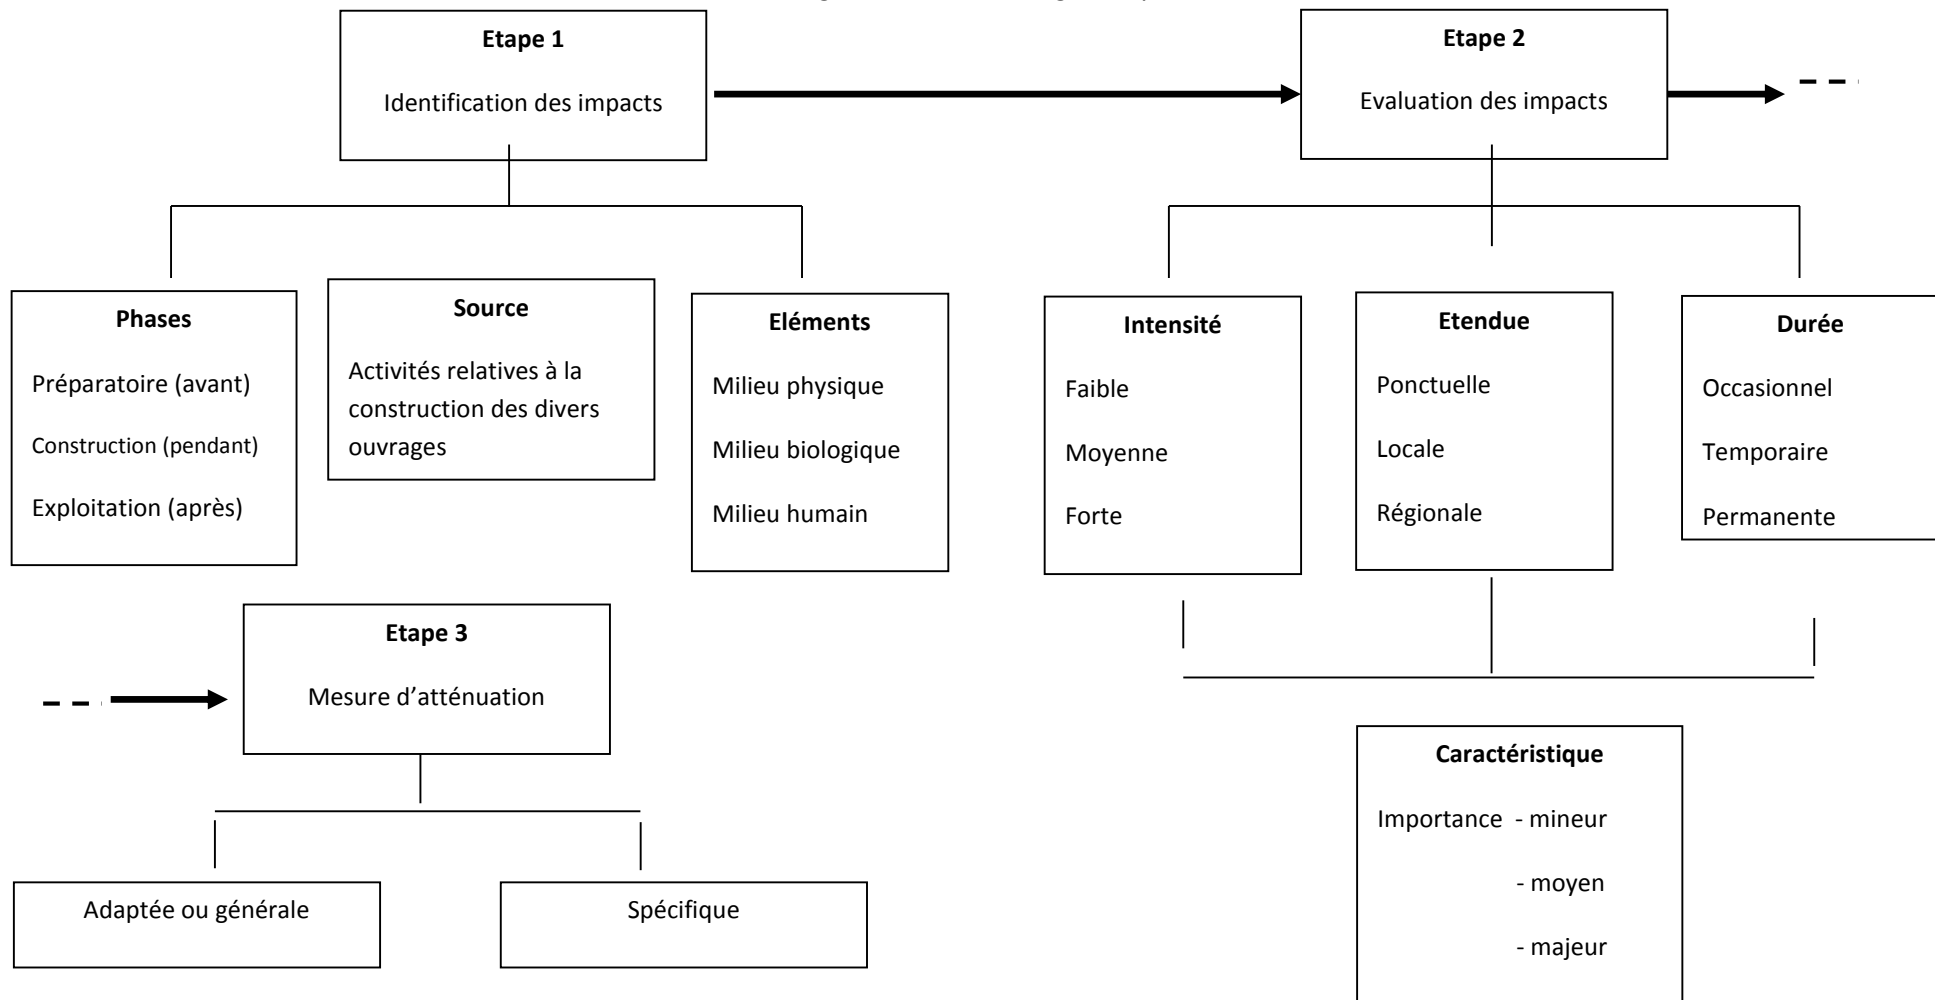 Etape 1
Identification des impacts
Etape 2
Evaluation des impacts
Phases
Préparatoire (avant)
Construction (pendant)
Exploitation (après)
Source
Activités relatives à la
construction des divers
ouvrages
Eléments
Milieu physique
Milieu biologique
Milieu humain
Intensité
Faible
Moyenne
Forte
Etendue
Ponctuelle
Locale
Régionale
Durée
Occasionnel
Temporaire
Permanente
Etape 3
Mesure d’atténuation
Adaptée ou générale
Spécifique
Caractéristique
Importance - mineur
- moyen
- majeur